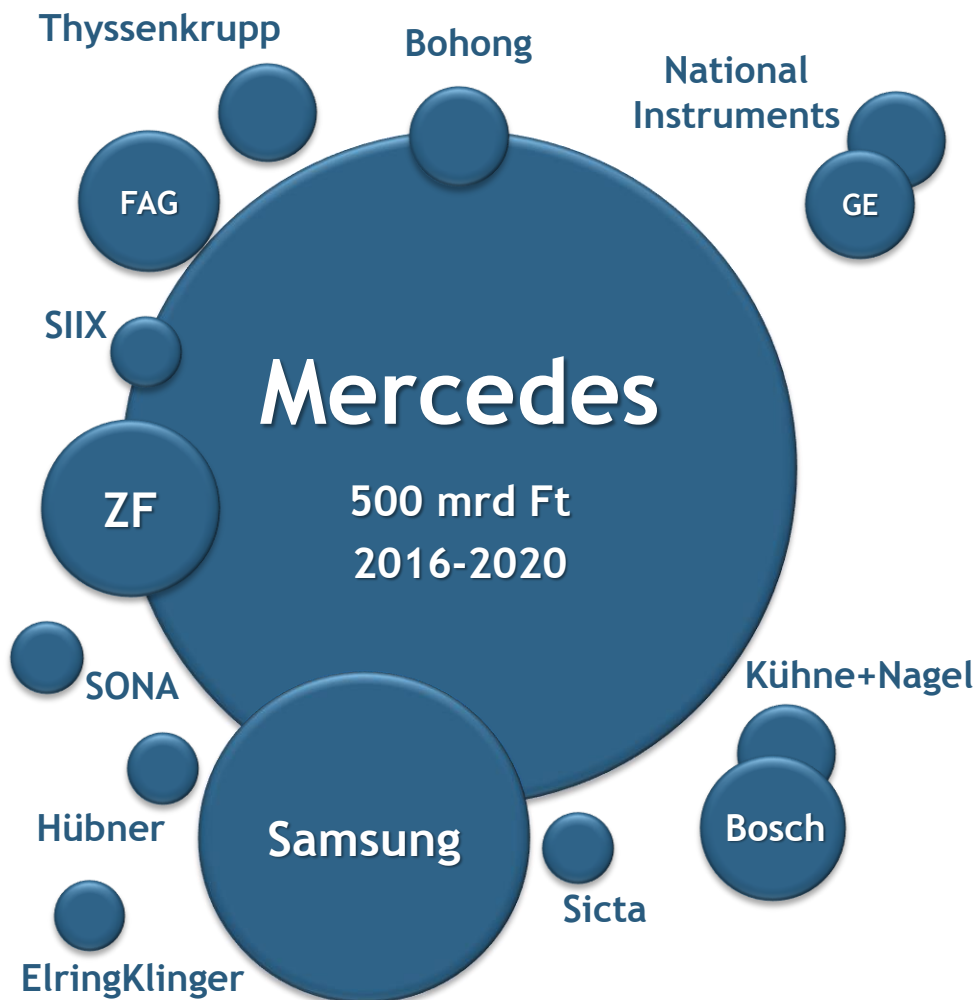 Thyssenkrupp
Bohong
National
Instruments
FAG
GE
SIIX
Mercedes
500 mrd Ft
2016-2020
ZF
SONA
Kühne+Nagel
Hübner
Samsung
Bosch
Sicta
ElringKlinger